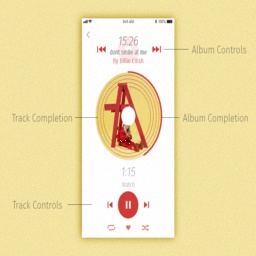 15:26
dont smile at me
By Billie Eilish
Album Controls
Track Completion
Album Completion
1:15
Track Controls